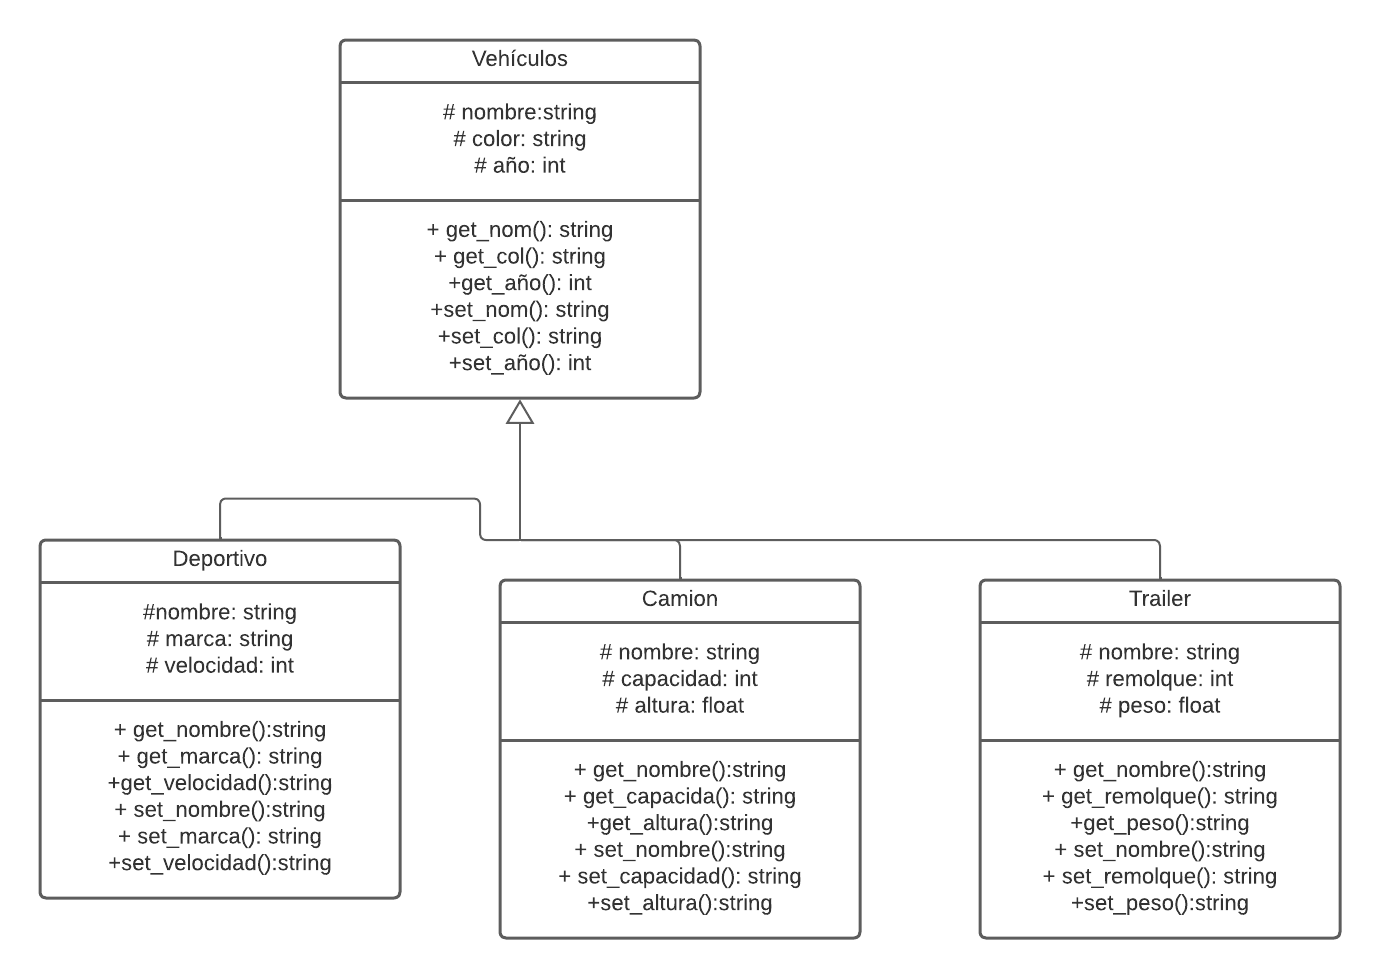 Vehículos
# nombre:string
# color: string
# año: int
+ get_nom(): string
+ get_col(): string
+get_año(): int
+set_nom(): string
+set_col(): string
+set_año(): int
Deportivo
#nombre: string
# marca: string
# velocidad: int
+ get_nombre():string
+ get_marca(): string
+get_velocidad():string
+ set_nombre():string
+ set_marca(): string
+set_velocidad():string
Camion
# nombre: string
# capacidad: int
# altura: float
+ get_nombre():string
+ get_capacida(): string
+get_altura():string
+ set_nombre():string
+ set_capacidad(): string
+set_altura():string
Trailer
# nombre: string
# remolque: int
# peso: float
+ get_nombre():string
+ get_remolque(): string
+get_peso():string
+ set_nombre():string
+ set_remolque(): string
+set_peso():string